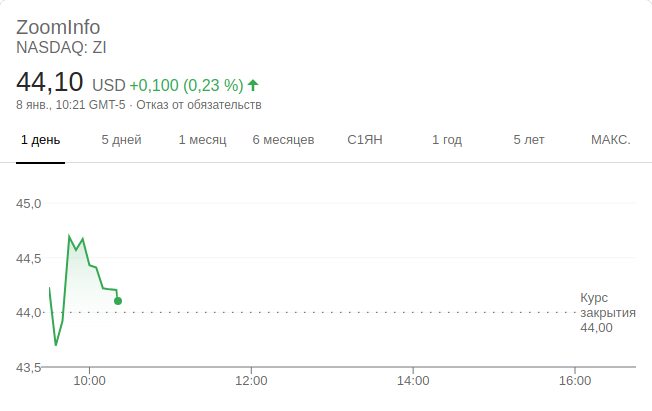 ZoomInfo
NASDAQ: ZI
44,10 USD +0,100 (0,23 %)
8 янв., 10:21 GMT-5 · Отказ от обязательств
1 день 5 дней 1 месяц 6 месяцев С1ЯН 1 год 5 лет МАКС.
45,0
44,5
44,0
43,5
Курс
закрытия
44,00
10:00 12:00 14:00 16:00